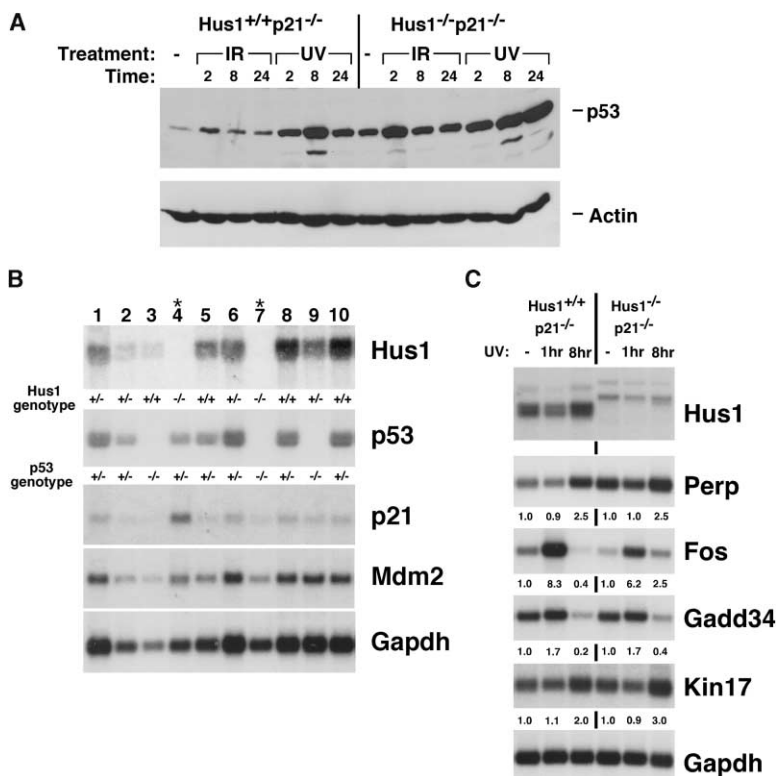 A
Hus1+/+p21-/- Hus1-/-p21-/-
Treatment: - IR UV - IR UV
Time: 2 8 24 2 8 24 2 8 24 2 8 24
p53
Actin
B
1 2 3 *4 5 6 *7 8 9 10
Hus1
Hus1 genotype +/- +/- +/+ -/- +/+ +/- -/- +/+ +/- +/+
p53
p53 genotype +/- +/- -/- +/- +/- +/- -/- +/- -/- +/-
p21
Mdm2
Gapdh
C
Hus1+/+ Hus1-/-
p21-/- p21-/-
UV: - 1hr 8hr - 1hr 8hr
Hus1
Perp
1.0 0.9 2.5 1.0 1.0 2.5
Fos
1.0 8.3 0.4 1.0 6.2 2.5
Gadd34
1.0 1.7 0.2 1.0 1.7 0.4
Kin17
1.0 1.1 2.0 1.0 0.9 3.0
Gapdh